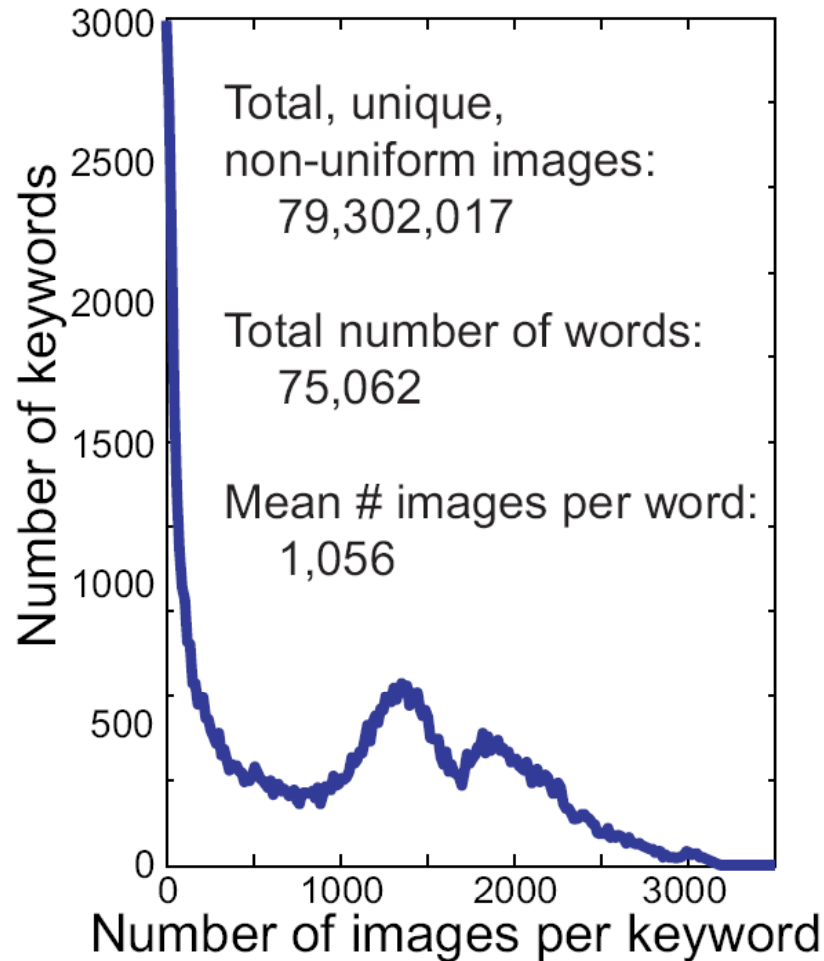 3000
2500
2000
1500
1000
500
0
Number of keywords
Total, unique,
non-uniform images:
79,302,017
Total number of words:
75,062
Mean # images per word:
1,056
0 1000 2000 3000
Number of images per keyword